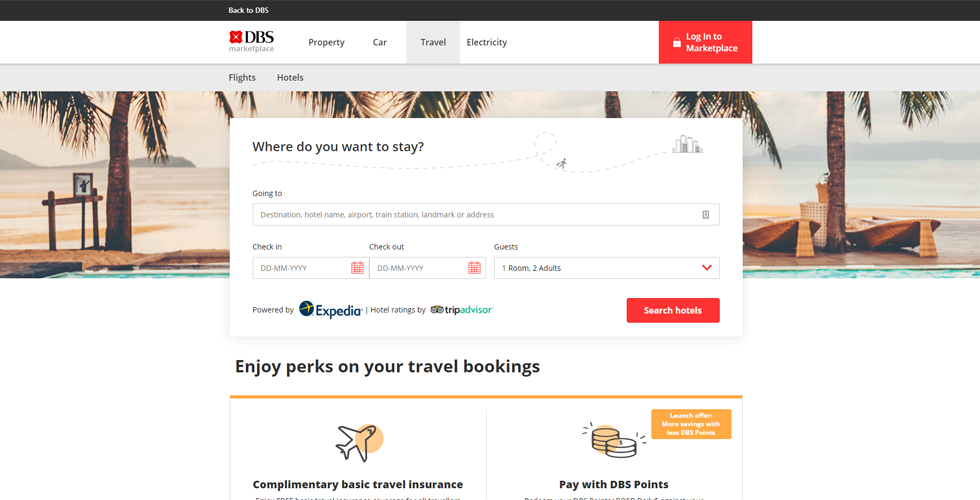 Back to DBS
DBS
marketplace
Property
Car
Travel
Electricity
Log In to
Marketplace
Flights
Hotels
Where do you want to stay?
Going to
Destination, hotel name, airport, train station, landmark or address
Check in
Check out
Guests
DD-MM-YYYY
DD-MM-YYYY
1 Room, 2 Adults
Powered by Expedia | Hotel ratings by tripadvisor
Search hotels
Enjoy perks on your travel bookings
Launch offer:
More savings with
less DBS Points
Complimentary basic travel insurance
Pay with DBS Points